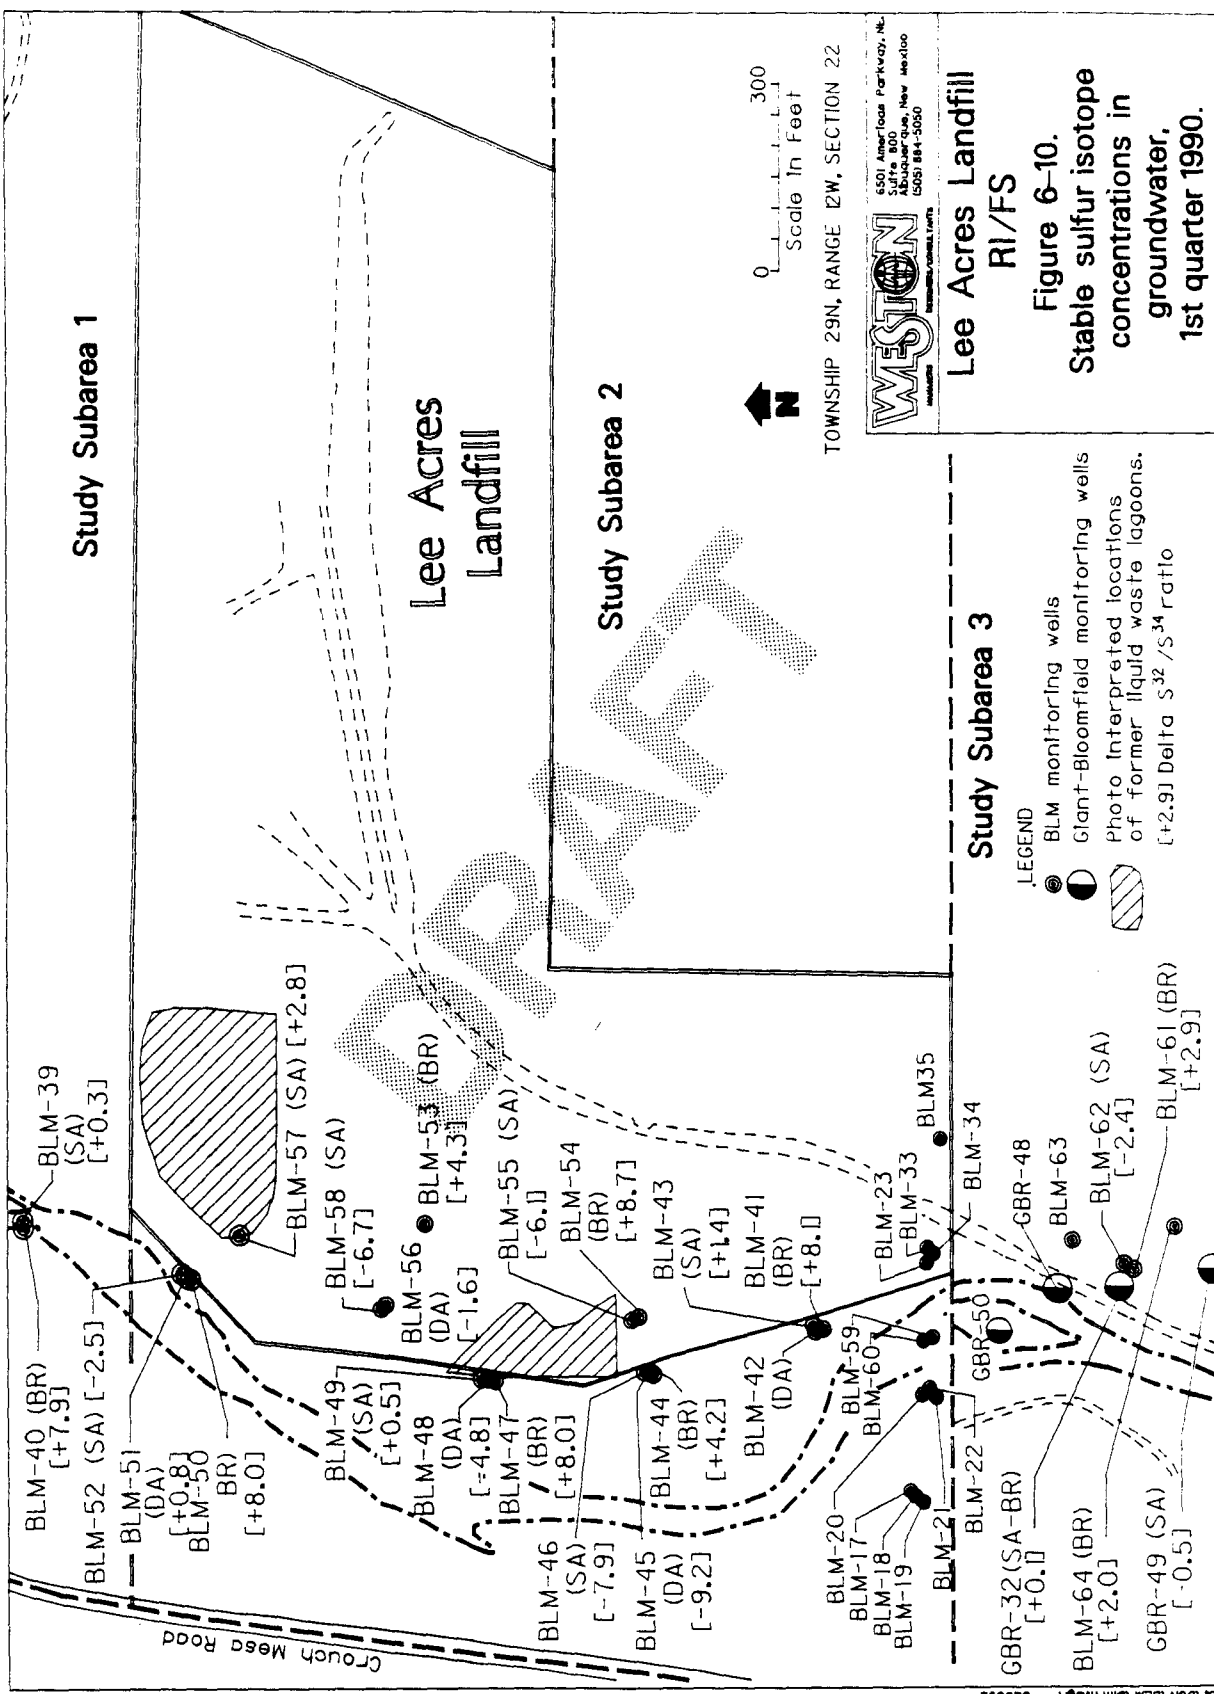 Study Subarea 1
Lee Acres
Landfill
Study Subarea 2
Study Subarea 3
DRAFT
Crouch Mesa Road
BLM-39
(SA)
[+0.3]
BLM-40 (BR)
[+7.9]
BLM-52 (SA) [-2.5]
BLM-51
(DA)
[+0.8]
BLM-50
BR)
[+8.0]
BLM-57 (SA) [+2.8]
BLM-58 (SA)
[-6.7]
BLM-53 (BR)
[+4.3]
BLM-56
(DA)
[-1.6]
BLM-49
(SA)
[+0.5]
BLM-48
(DA)
[-4.8]
BLM-47
(BR)
[+8.0]
BLM-55 (SA)
[-6.1]
BLM-54
(BR)
[+8.7]
BLM-46
(SA)
[-7.9]
BLM-45
(DA)
[-9.2]
BLM-44
(BR)
[+4.2]
BLM-43
(SA)
[+1.4]
BLM-41
(BR)
[+8.1]
BLM-42
(DA)
BLM-59
BLM-60
BLM-23
BLM-33
BLM35
BLM-34
BLM-20
BLM-17
BLM-18
BLM-19
BLM-21
BLM-22
GBR-50
GBR-48
BLM-63
BLM-62 (SA)
[-2.4]
BLM-61 (BR)
[+2.9]
GBR-32(SA-BR)
[+0.1]
BLM-64 (BR)
[+2.0]
GBR-49 (SA)
[-0.5]
LEGEND
BLM monitoring wells
Giant-Bloomfield monitoring wells
Photo interpreted locations
of former liquid waste lagoons.
[+2.9] Delta S32/S34 ratio
N
0 300
Scale In Feet
TOWNSHIP 29N, RANGE 12W, SECTION 22
WESTON
MANAGERS DESIGNERS/CONSULTANTS
6501 Americas Parkway, NE.
Suite 800
Albuquerque, New Mexico
(505) 884-5050
Lee Acres Landfill
RI/FS
Figure 6-10.
Stable sulfur isotope
concentrations in
groundwater,
1st quarter 1990.